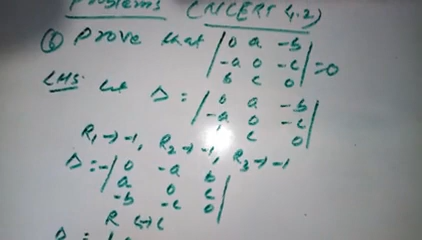 Problems (NCERT 4.2)
⑥ Prove that | 0 a -b |
| -a 0 -c | = 0
| b c 0 |
LHS: let Δ = | 0 a -b |
| -a 0 -c |
| c 0 |
R₁→-1, R₂→-1, R₃→-1
Δ = - | 0 -a b |
| a 0 c |
| -b -c 0 |
R ↔ C
Δ =